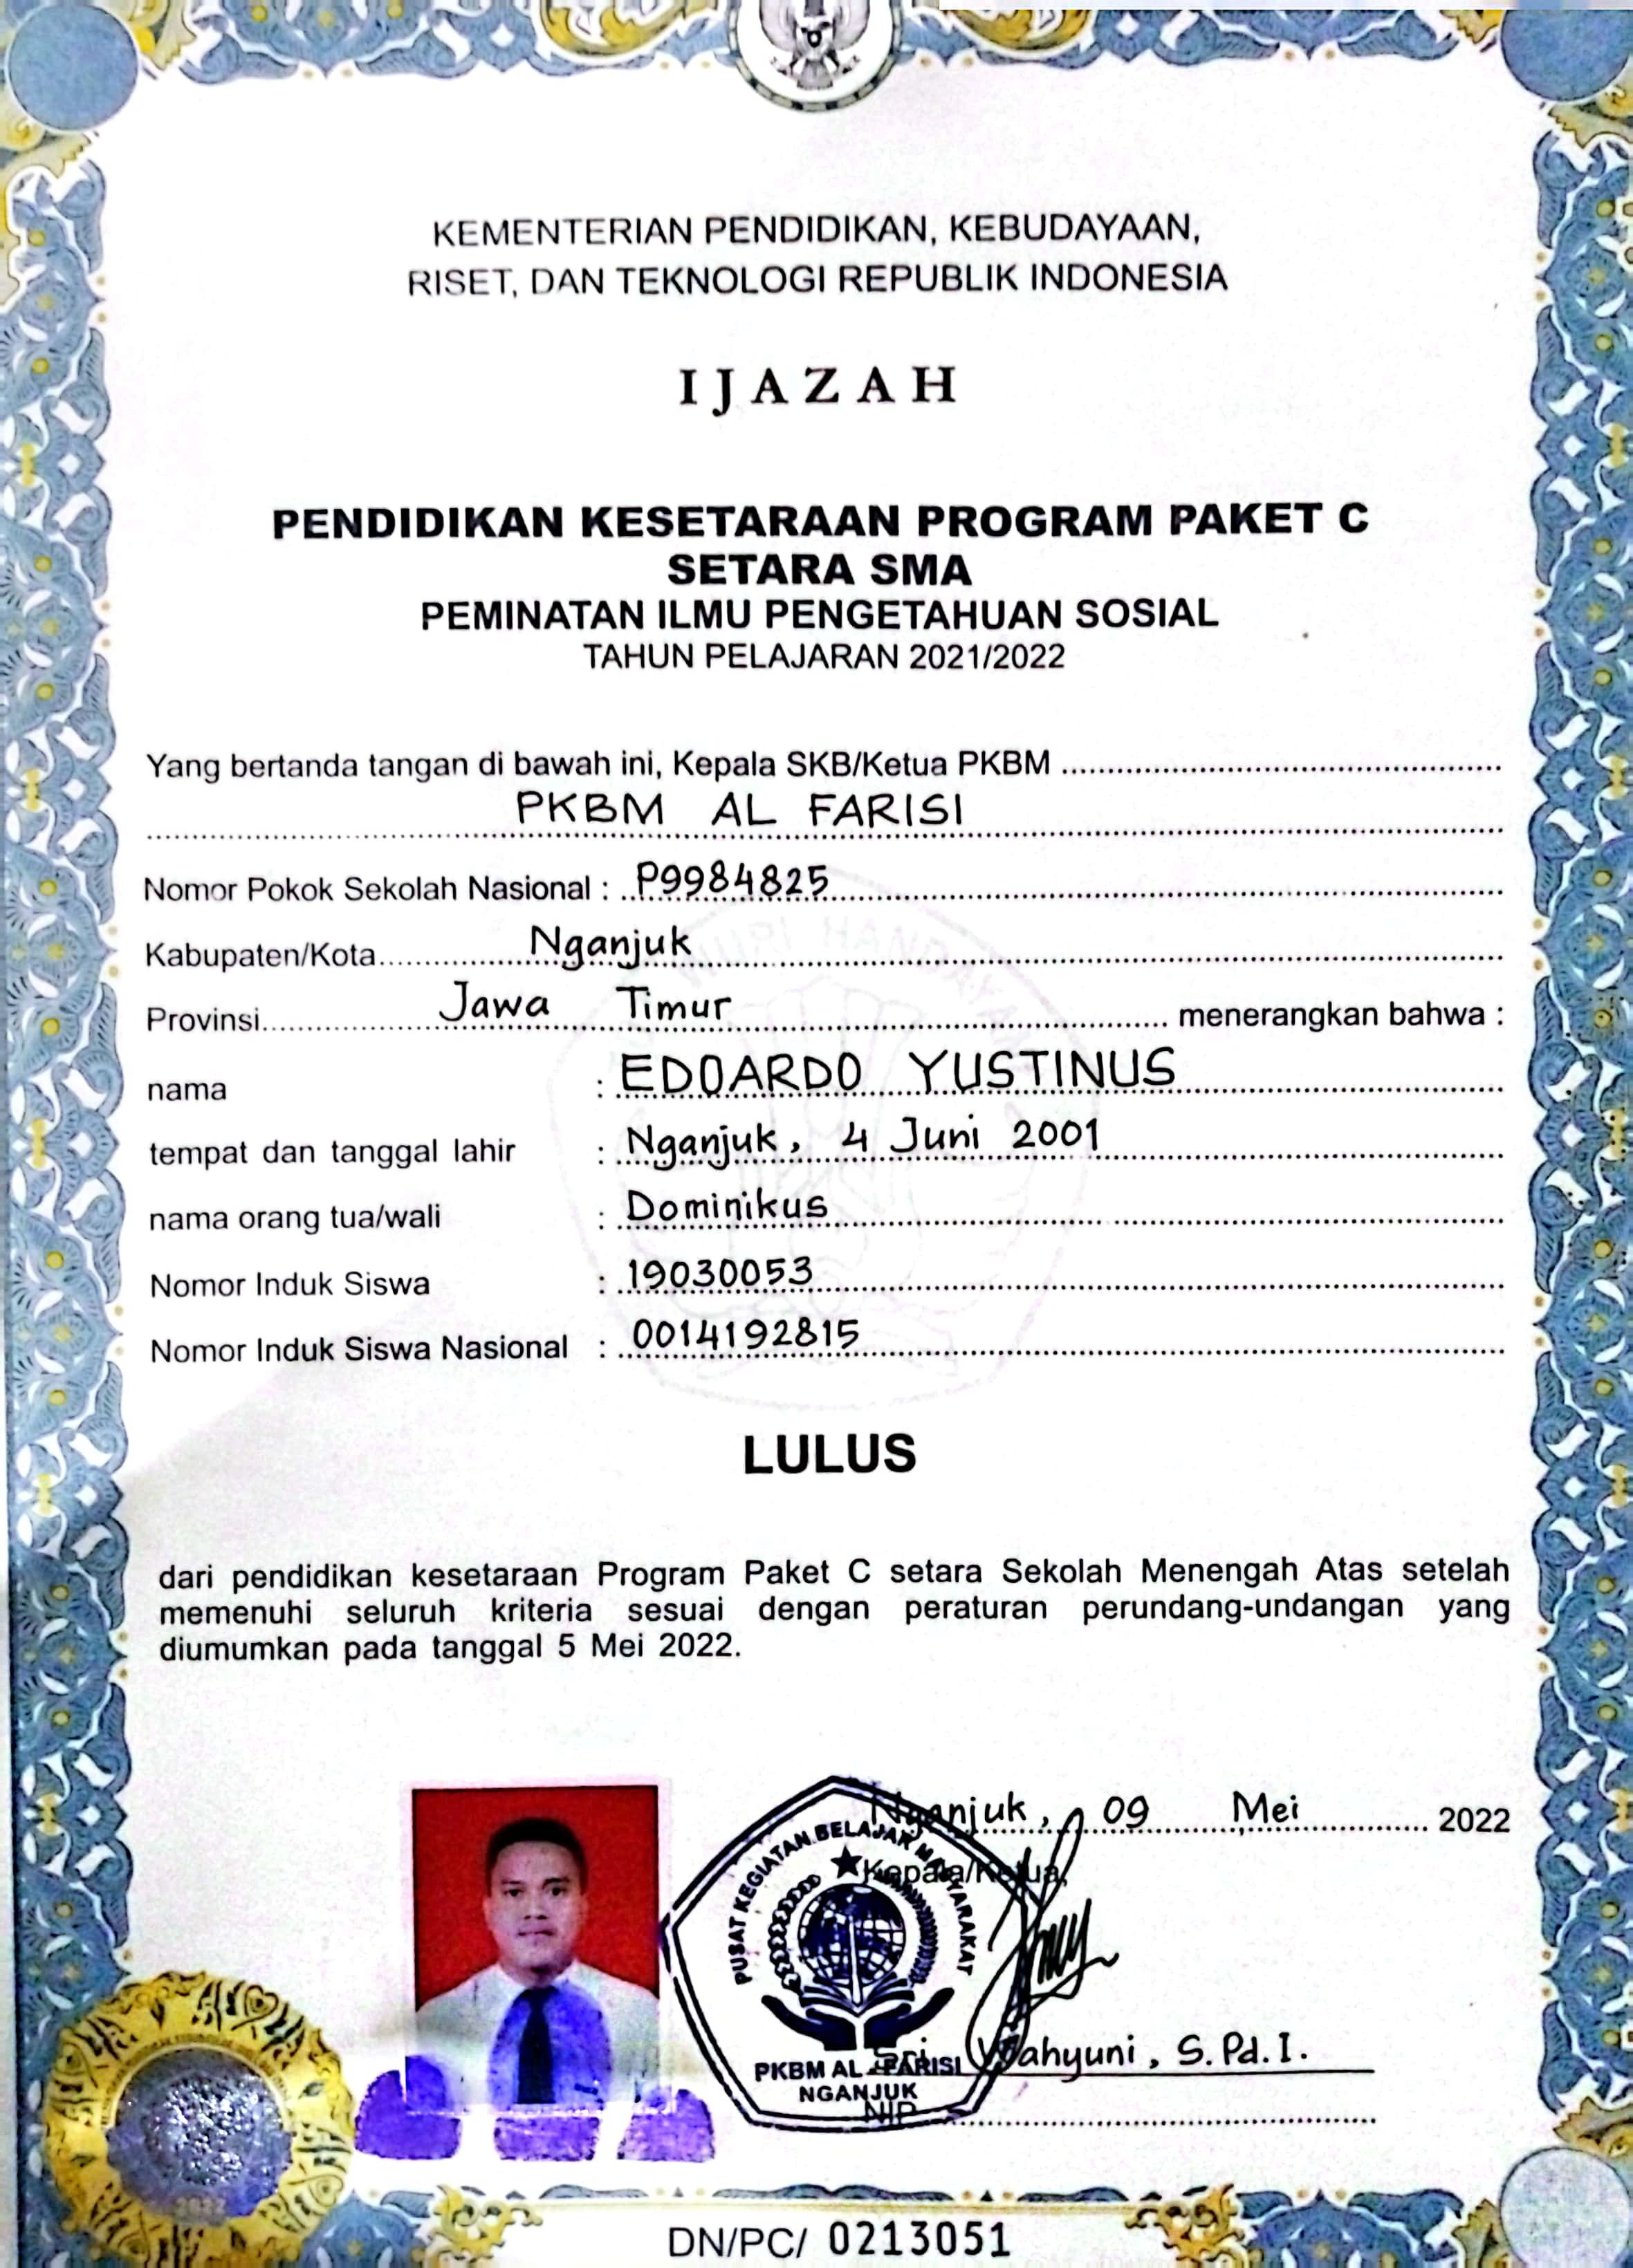 KEMENTERIAN PENDIDIKAN, KEBUDAYAAN,
RISET, DAN TEKNOLOGI REPUBLIK INDONESIA
IJAZAH
PENDIDIKAN KESETARAAN PROGRAM PAKET C
SETARA SMA
PEMINATAN ILMU PENGETAHUAN SOSIAL
TAHUN PELAJARAN 2021/2022
Yang bertanda tangan di bawah ini, Kepala SKB/Ketua PKBM
PKBM AL FARISI
Nomor Pokok Sekolah Nasional : P9984825
Kabupaten/Kota Nganjuk
Provinsi Jawa Timur menerangkan bahwa :
nama : EDOARDO YUSTINUS
tempat dan tanggal lahir : Nganjuk, 4 Juni 2001
nama orang tua/wali : Dominikus
Nomor Induk Siswa : 19030053
Nomor Induk Siswa Nasional : 0014192815
LULUS
dari pendidikan kesetaraan Program Paket C setara Sekolah Menengah Atas setelah
memenuhi seluruh kriteria sesuai dengan peraturan perundang-undangan yang
diumumkan pada tanggal 5 Mei 2022.
Nganjuk, 09 Mei 2022
Kepala/Ketua,
PUSAT KEGIATAN BELAJAR MASYARAKAT
PKBM AL FARISI
NGANJUK
Sri Wahyuni, S.Pd.I.
NIP
2022
DN/PC/ 0213051